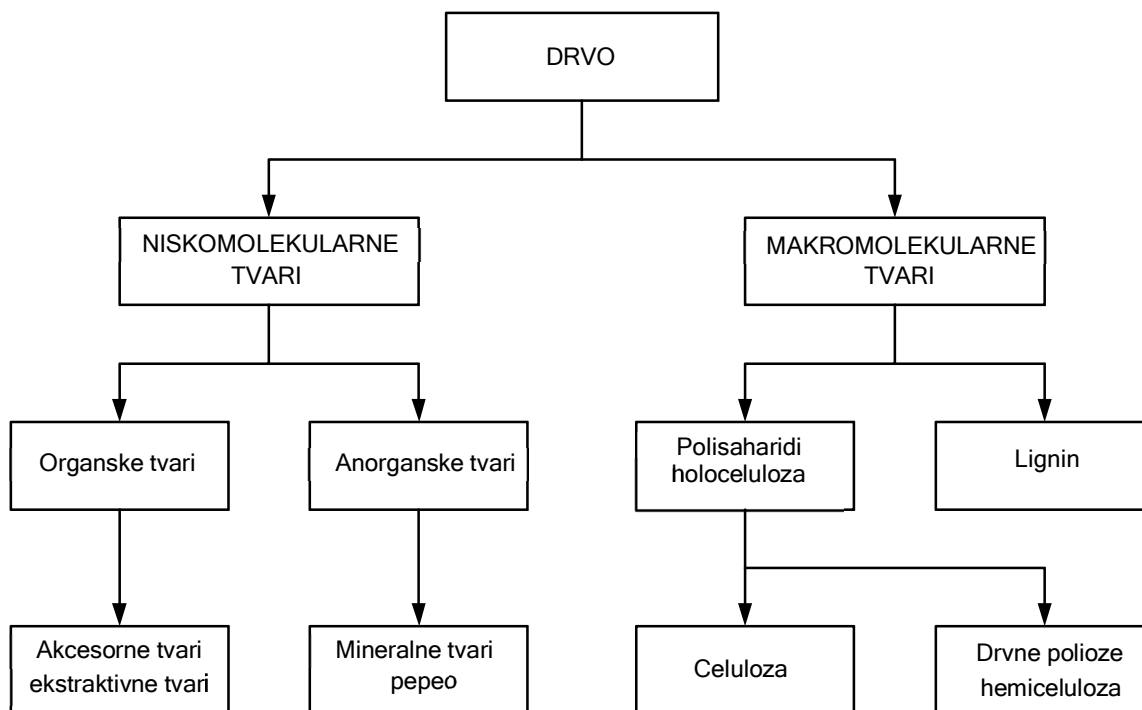 DRVO
NISKOMOLEKULARNE
TVARI
MAKROMOLEKULARNE
TVARI
Organske tvari
Anorganske tvari
Polisaharidi
holoceluloza
Lignin
Akcesorne tvari
ekstraktivne tvari
Mineralne tvari
pepeo
Celuloza
Drvne polioze
hemiceluloza